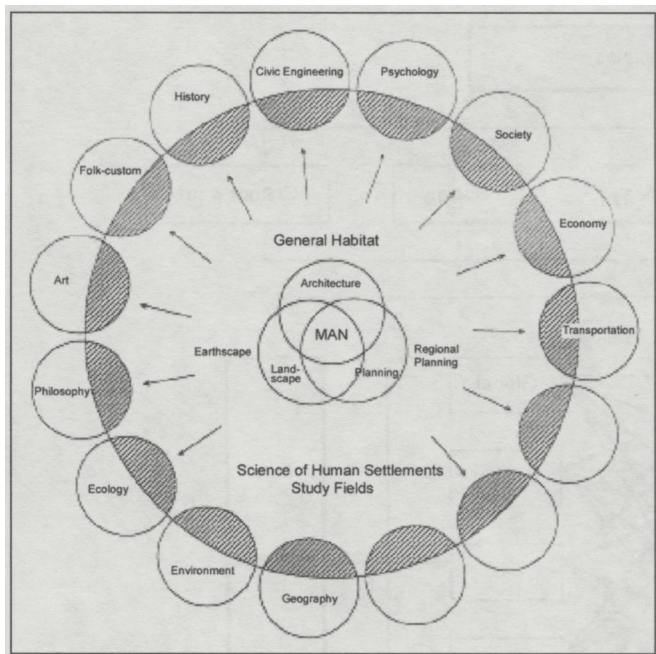 Civic Engineering
Psychology
History
Society
Folk-custom
Economy
General Habitat
Art
Architecture
MAN
Transportation
Earthscape
Regional
Planning
Land-
scape
Planning
Philosophy
Science of Human Settlements
Study Fields
Ecology
Environment
Geography